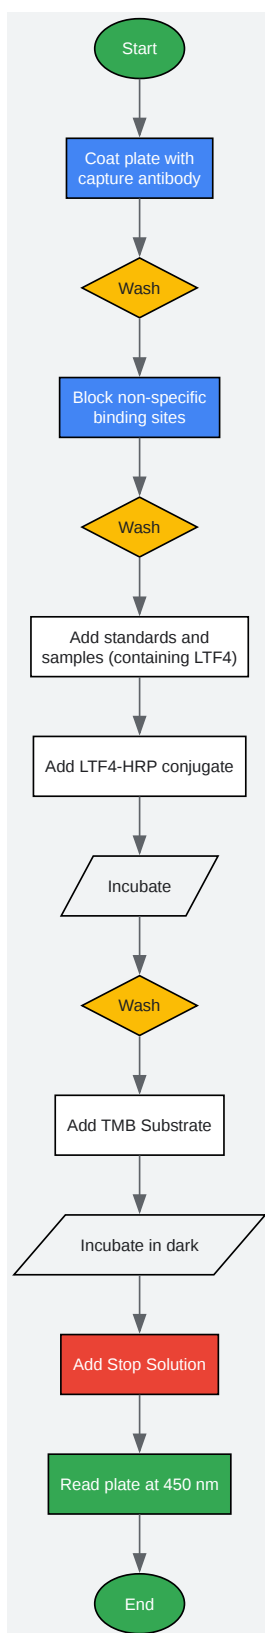 Start
Coat plate with
capture antibody
Wash
Block non-specific
binding sites
Wash
Add standards and
samples (containing LTF4)
Add LTF4-HRP conjugate
Incubate
Wash
Add TMB Substrate
Incubate in dark
Add Stop Solution
Read plate at 450 nm
End